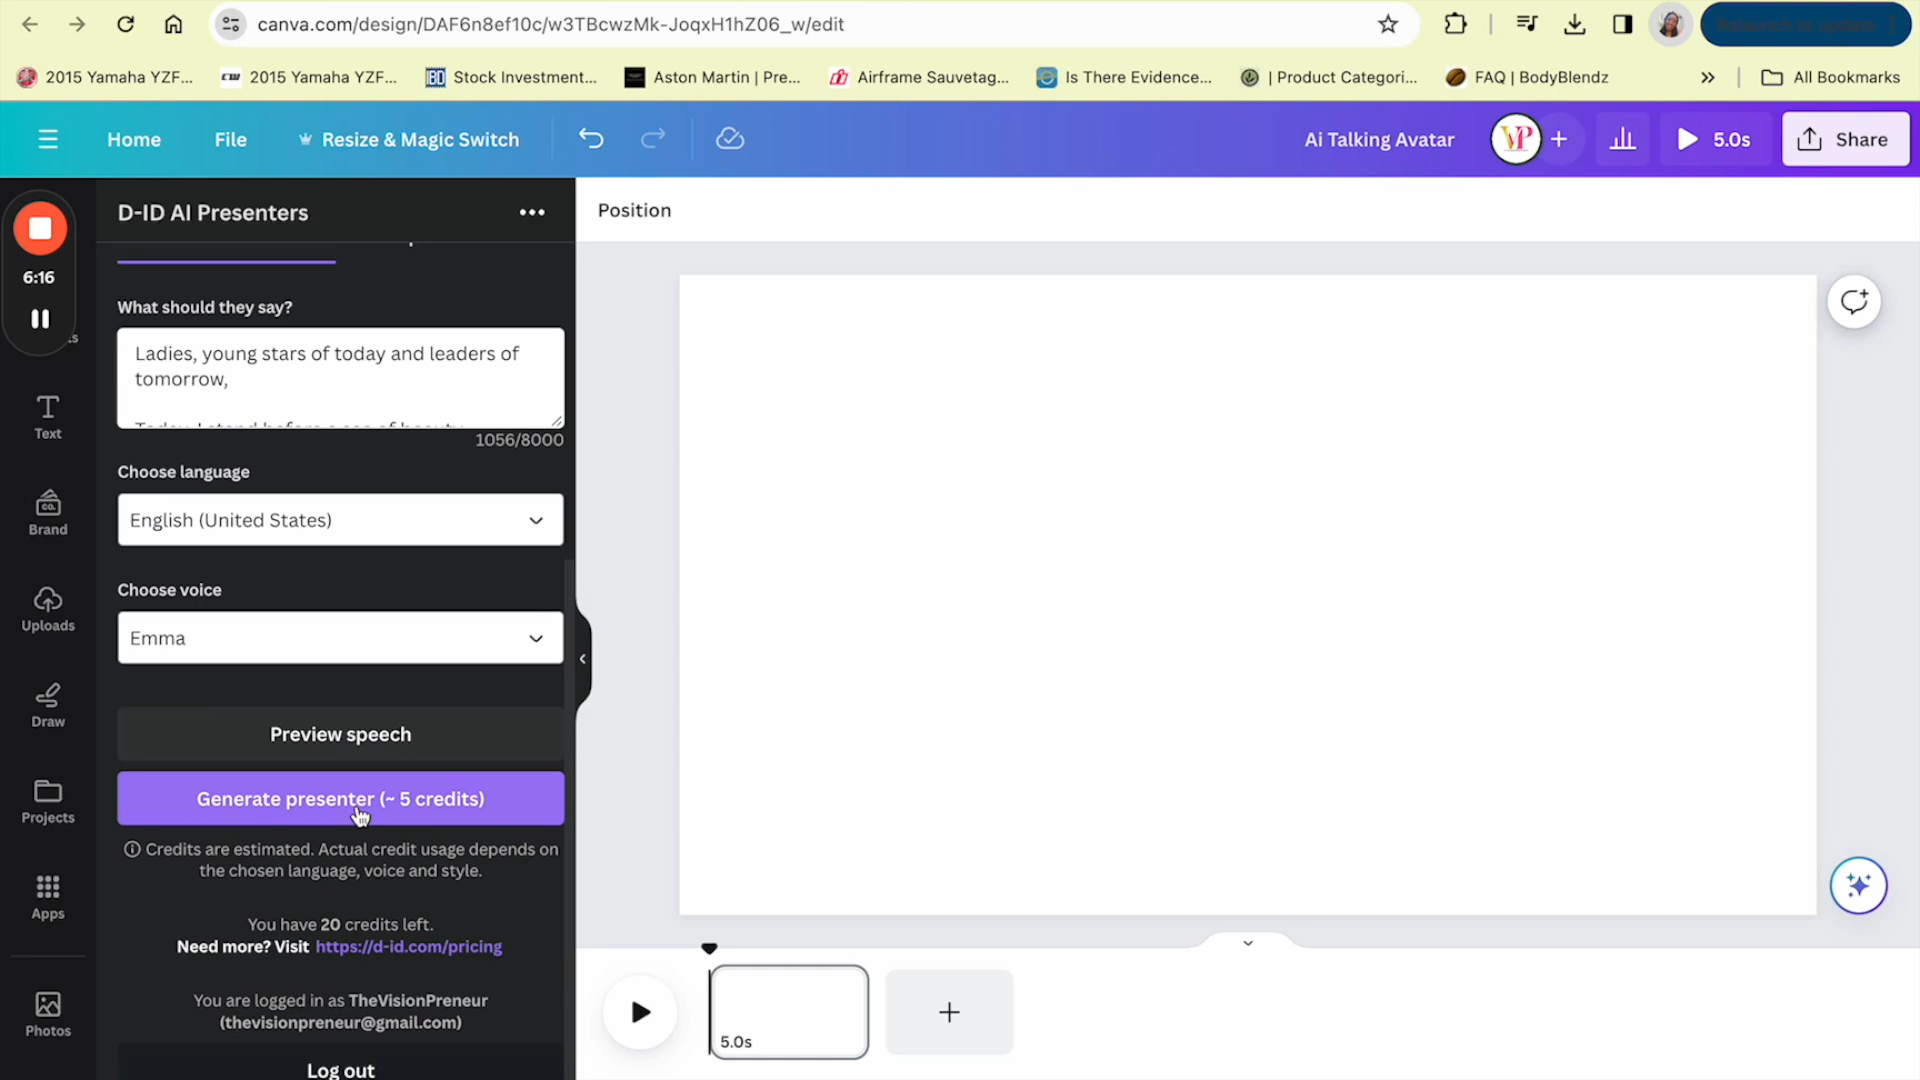 canva.com/design/DAF6n8ef10c/w3TBcwzMk-JoqxH1hZ06_w/edit
2015 Yamaha YZF...
2015 Yamaha YZF...
Stock Investment...
Aston Martin | Pre...
Airframe Sauvetag...
Is There Evidence...
| Product Categori...
FAQ | BodyBlendz
All Bookmarks
Home
File
Resize & Magic Switch
Ai Talking Avatar
VP
5.0s
Share
6:16
D-ID AI Presenters
Position
What should they say?
Ladies, young stars of today and leaders of
tomorrow,
1056/8000
Choose language
English (United States)
Choose voice
Emma
Preview speech
Generate presenter (~ 5 credits)
Credits are estimated. Actual credit usage depends on
the chosen language, voice and style.
You have 20 credits left.
Need more? Visit https://d-id.com/pricing
You are logged in as TheVisionPreneur
(thevisionpreneur@gmail.com)
Log out
Text
Brand
Uploads
Draw
Projects
Apps
Photos
5.0s